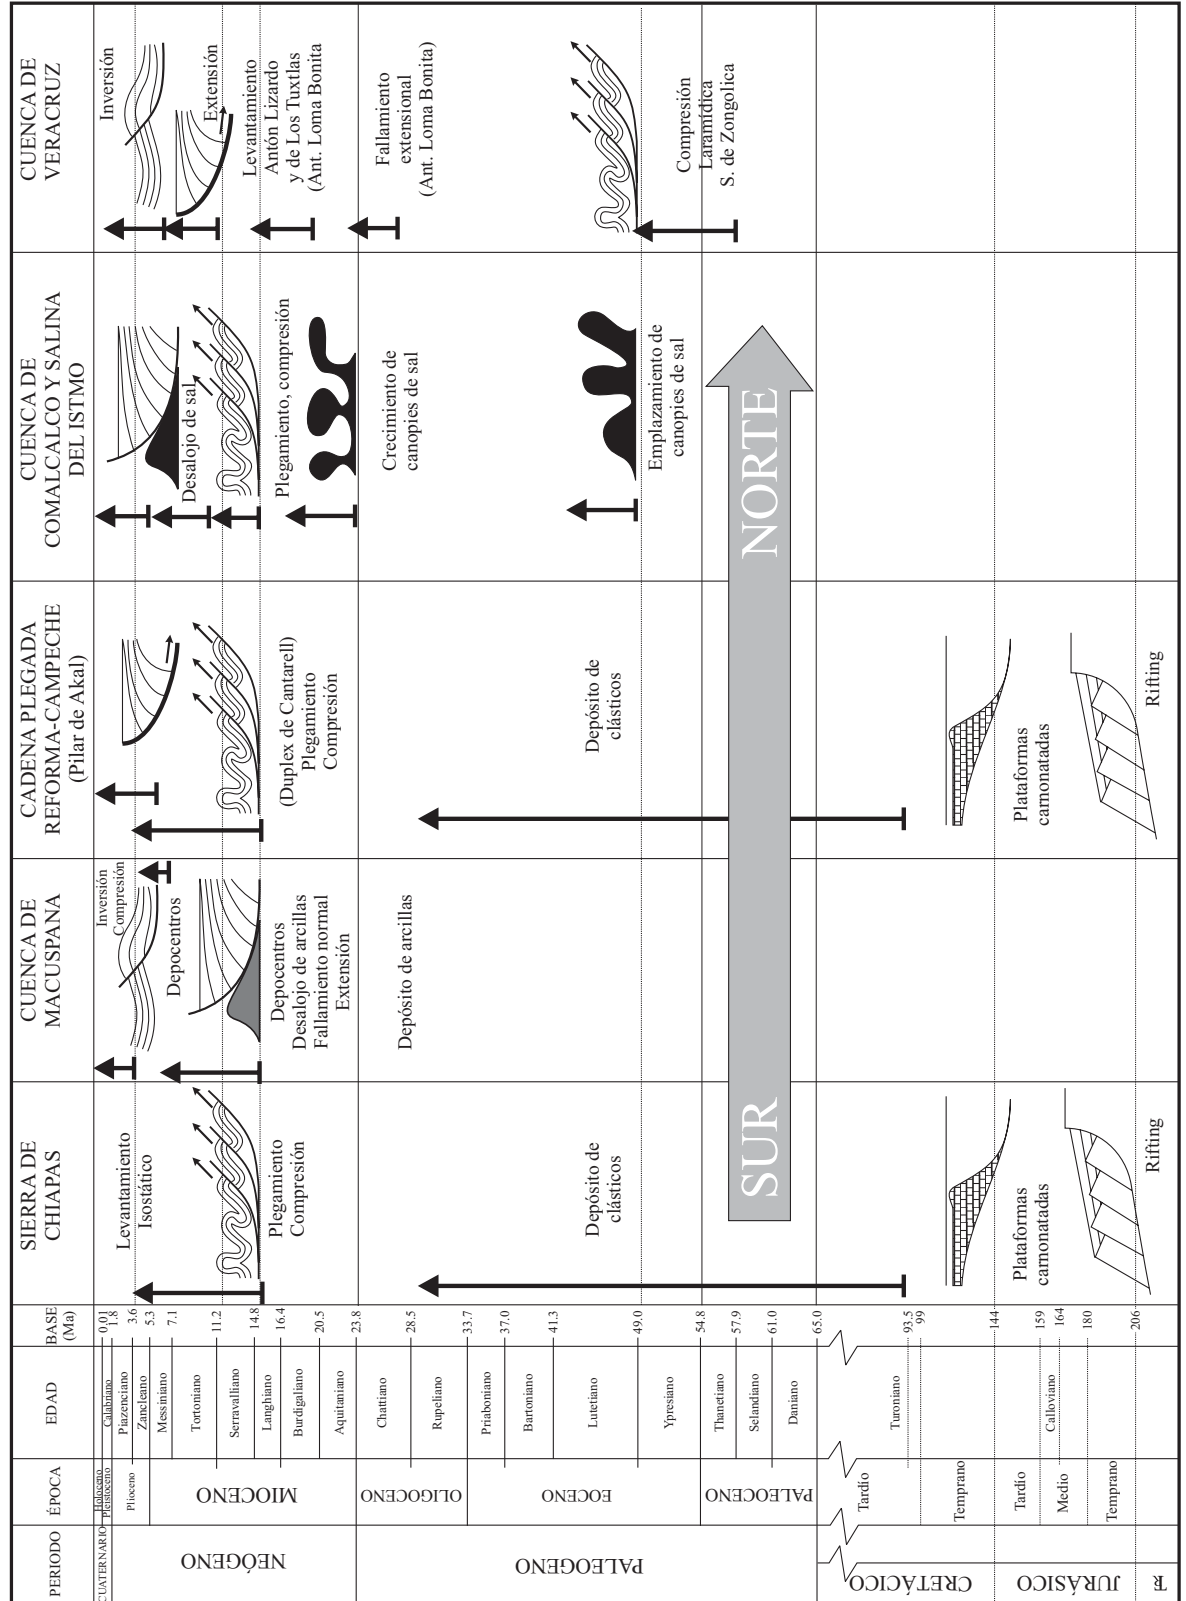 PERIODO
CUATERNARIO
NEÓGENO
PALEOGENO
CRETÁCICO
JURÁSICO
ÉPOCA
Holoceno
Pleistoceno
Plioceno
MIOCENO
OLIGOCENO
EOCENO
PALEOCENO
Tardío
Temprano
Tardío
Medio
Temprano
EDAD
Calabriano
Piazenciano
Zancleano
Messiniano
Tortoniano
Serravalliano
Langhiano
Burdigaliano
Aquitaniano
Chattiano
Rupeliano
Priaboniano
Bartoniano
Lutetiano
Ypresiano
Thanetiano
Selandiano
Daniano
Turoniano
Calloviano
BASE
(Ma)
0.01
1.8
3.6
5.3
7.1
11.2
14.8
16.4
20.5
23.8
28.5
33.7
37.0
41.3
49.0
54.8
57.9
61.0
65.0
93.5
99
144
159
164
180
206
SIERRA DE
CHIAPAS
Levantamiento
Isostático
Plegamiento
Compresión
Depósito de
clásticos
Plataformas
carnonatadas
Rifting
CUENCA DE
MACUSPANA
Inversión
Compresión
Depocentros
Depocentros
Desalojo de arcillas
Fallamiento normal
Extensión
Depósito de arcillas
CADENA PLEGADA
REFORMA-CAMPECHE
(Pilar de Akal)
(Duplex de Cantarell)
Plegamiento
Compresión
Depósito de
clásticos
Plataformas
carnonatadas
Rifting
CUENCA DE
COMALCALCO Y SALINA
DEL ISTMO
Desalojo de sal
Plegamiento, compresión
Crecimiento de
canopies de sal
Emplazamiento de
canopies de sal
CUENCA DE
VERACRUZ
Inversión
Extensión
Levantamiento
Antón Lizardo
y de Los Tuxtlas
(Ant. Loma Bonita)
Fallamiento
extensional
(Ant. Loma Bonita)
Compresión
Laramídica
S. de Zongolica
SUR
NORTE